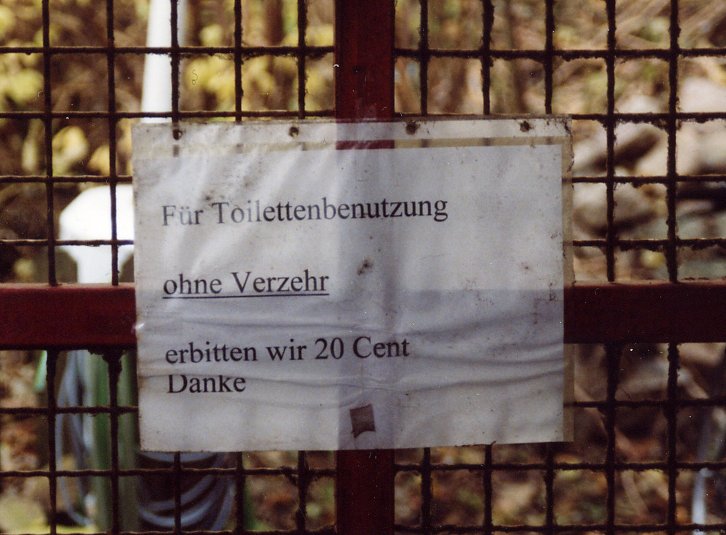 Für Toilettenbenutzung
ohne Verzehr
erbitten wir 20 Cent
Danke